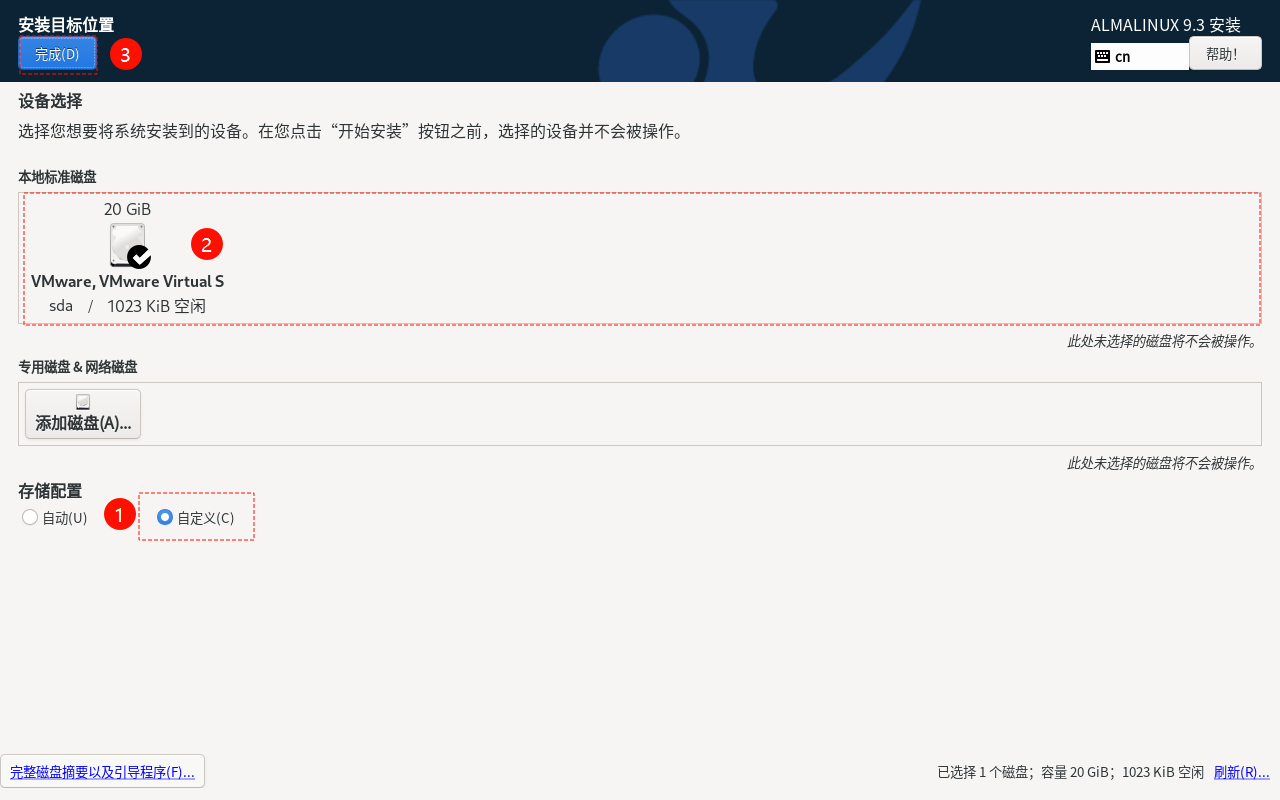 安装目标位置
ALMALINUX 9.3 安装
完成(D)
3
cn
帮助！
设备选择
选择您想要将系统安装到的设备。在您点击“开始安装”按钮之前，选择的设备并不会被操作。
本地标准磁盘
20 GiB
2
VMware, VMware Virtual S
sda / 1023 KiB 空闲
此处未选择的磁盘将不会被操作。
专用磁盘 & 网络磁盘
添加磁盘(A)...
此处未选择的磁盘将不会被操作。
存储配置
自动(U)
1
自定义(C)
完整磁盘摘要以及引导程序(F)...
已选择 1 个磁盘；容量 20 GiB；1023 KiB 空闲
刷新(R)...